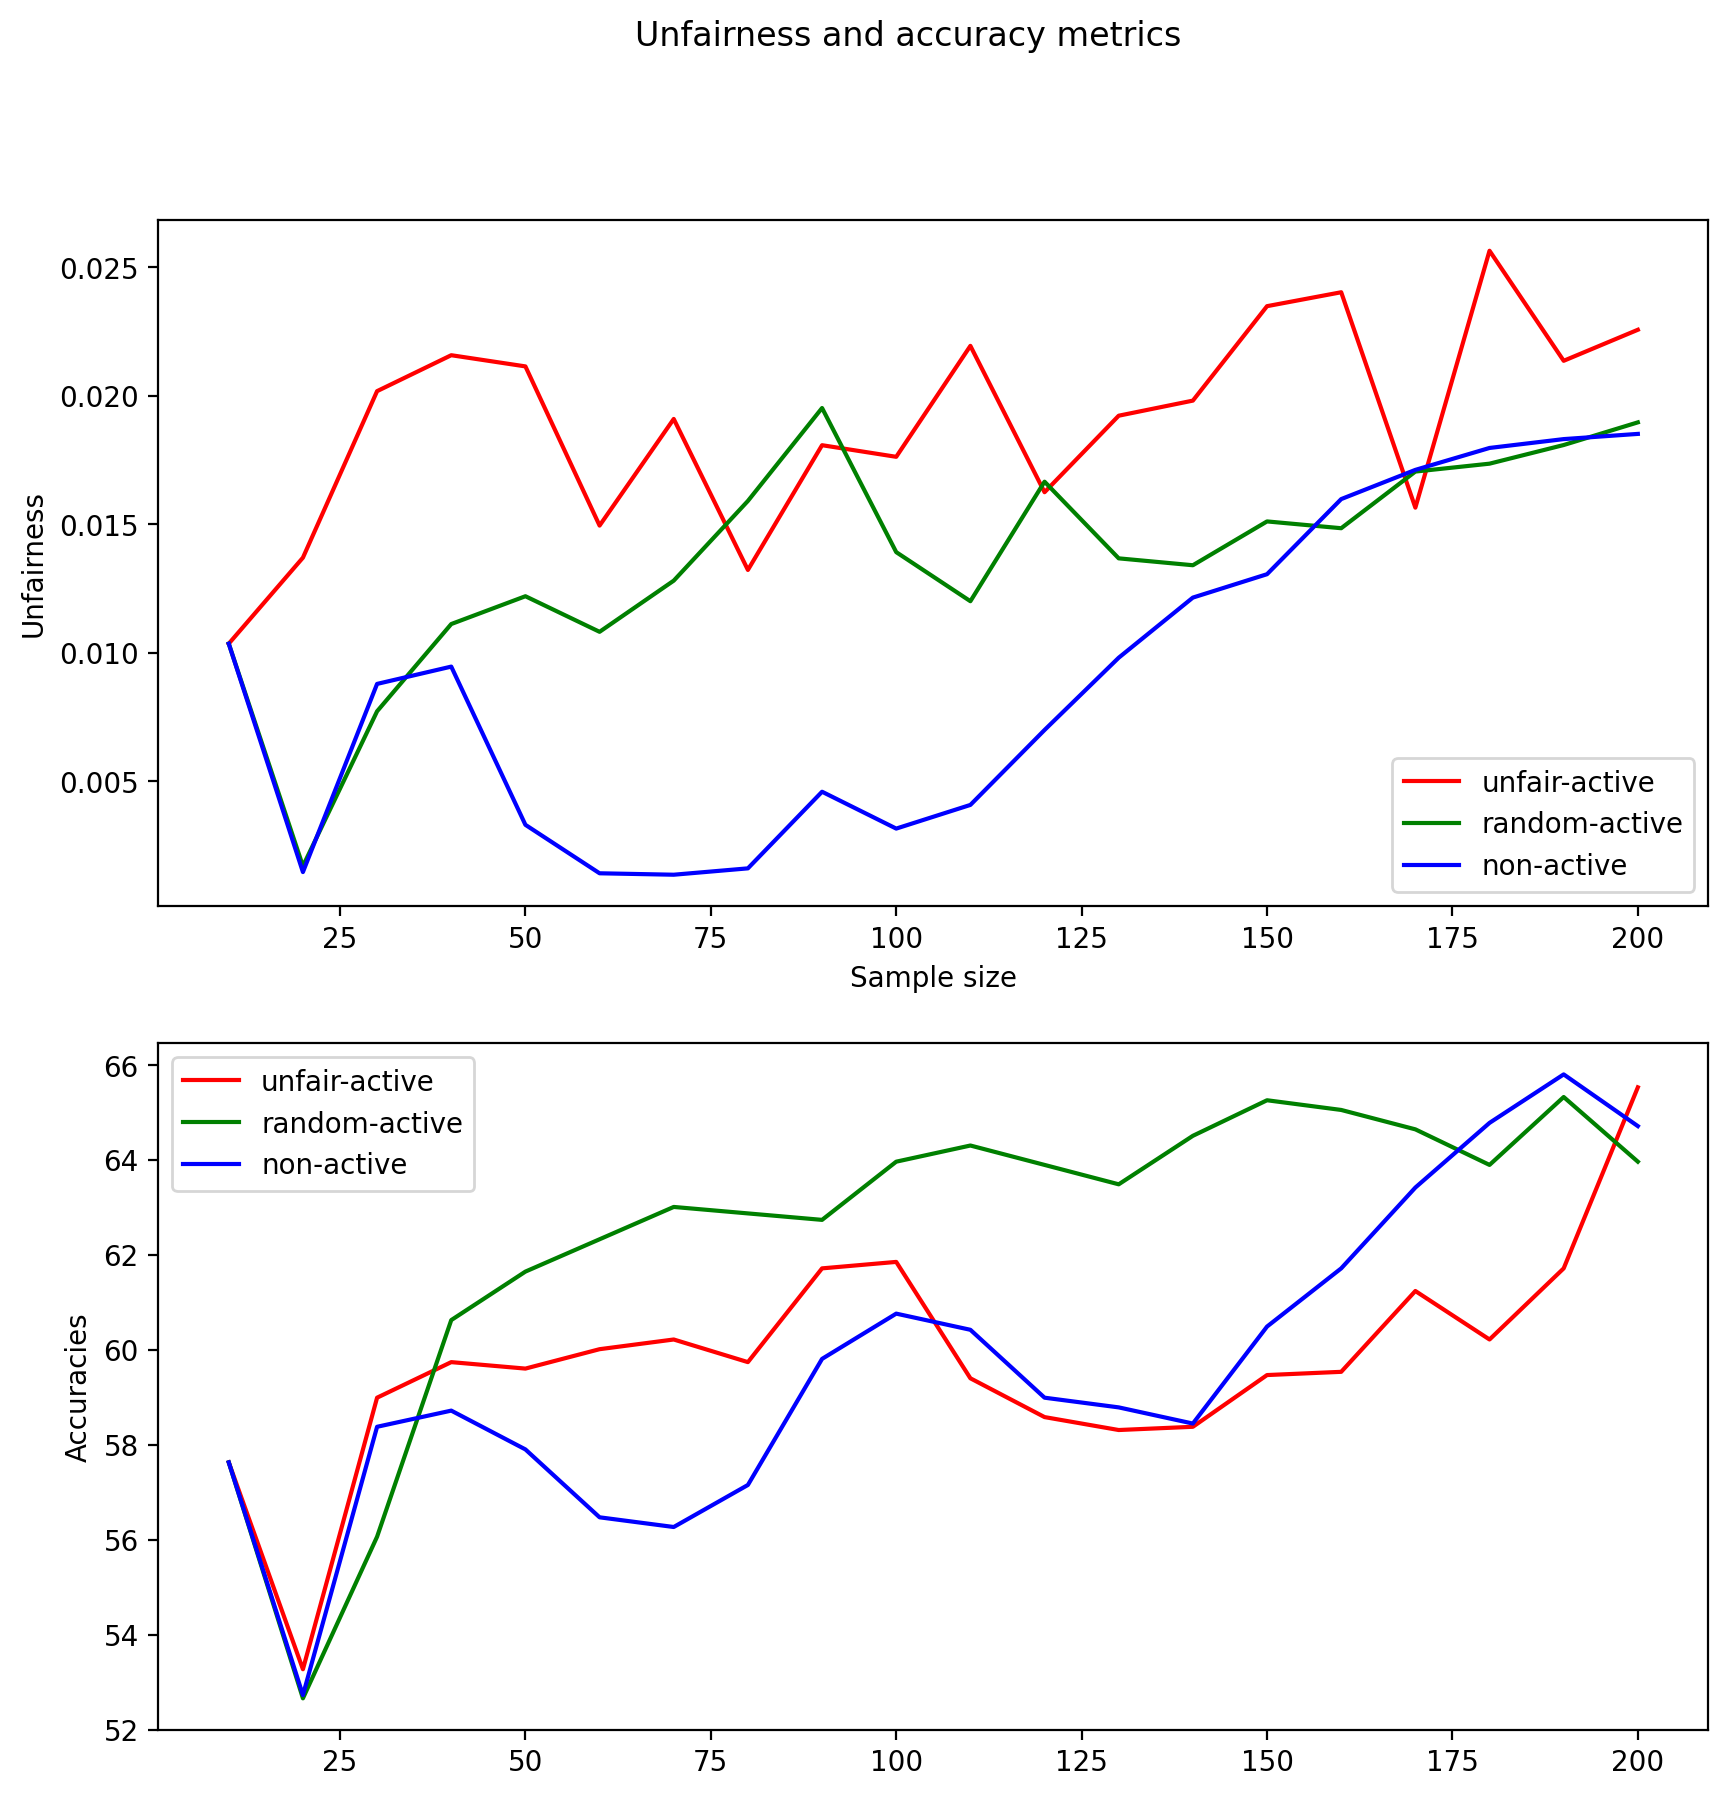 Unfairness and accuracy metrics
Unfairness
0.025
0.020
0.015
0.010
0.005
unfair-active
random-active
non-active
25 50 75 100 125 150 175 200
Sample size
Accuracies
66
64
62
60
58
56
54
52
unfair-active
random-active
non-active
25 50 75 100 125 150 175 200